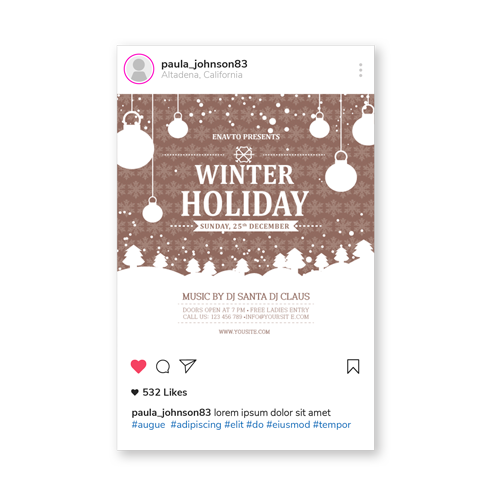 paula_johnson83
Altadena, California
ENAVTO PRESENTS
WINTER
HOLIDAY
SUNDAY, 25th DECEMBER
MUSIC BY DJ SANTA DJ CLAUS
DOORS OPEN AT 7 PM • FREE LADIES ENTRY
CALL US: 123 456 789 •INFO@YOURSIT E.COM
WWW.YOUSITE.COM
532 Likes
paula_johnson83 lorem ipsum dolor sit amet
#augue #adipiscing #elit #do #eiusmod #tempor